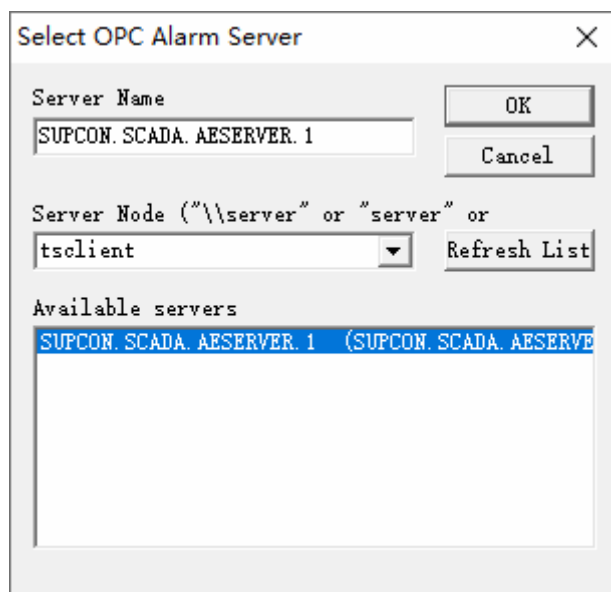 Select OPC Alarm Server
Server Name
SUPCON.SCADA.AESERVER.1
OK
Cancel
Server Node ("\\server" or "server" or
tsclient
Refresh List
Available servers
SUPCON.SCADA.AESERVER.1 (SUPCON.SCADA.AESERVE